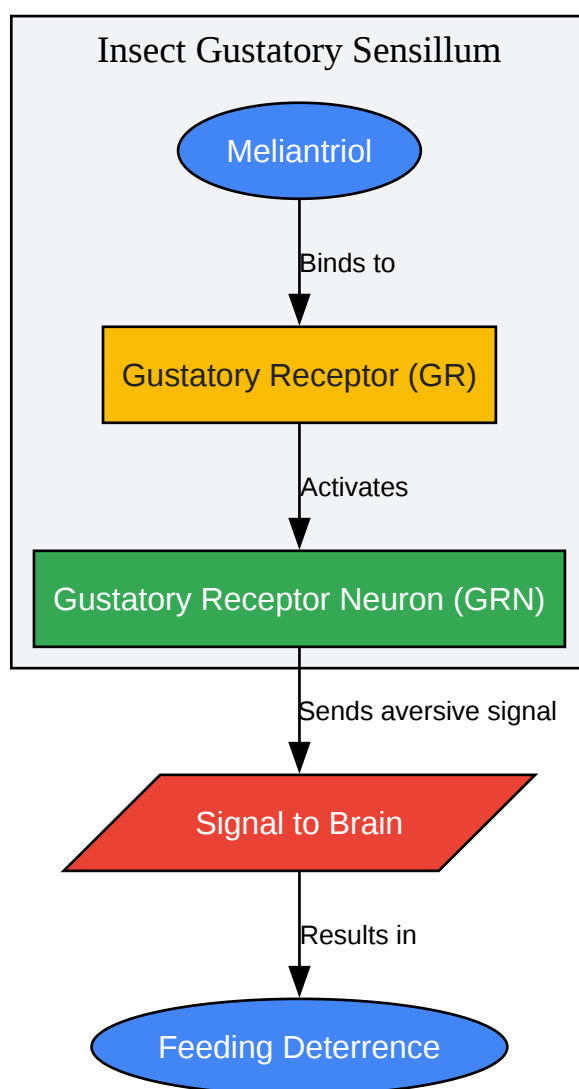 Insect Gustatory Sensillum
Meliantriol
Binds to
Gustatory Receptor (GR)
Activates
Gustatory Receptor Neuron (GRN)
Sends aversive signal
Signal to Brain
Results in
Feeding Deterrence